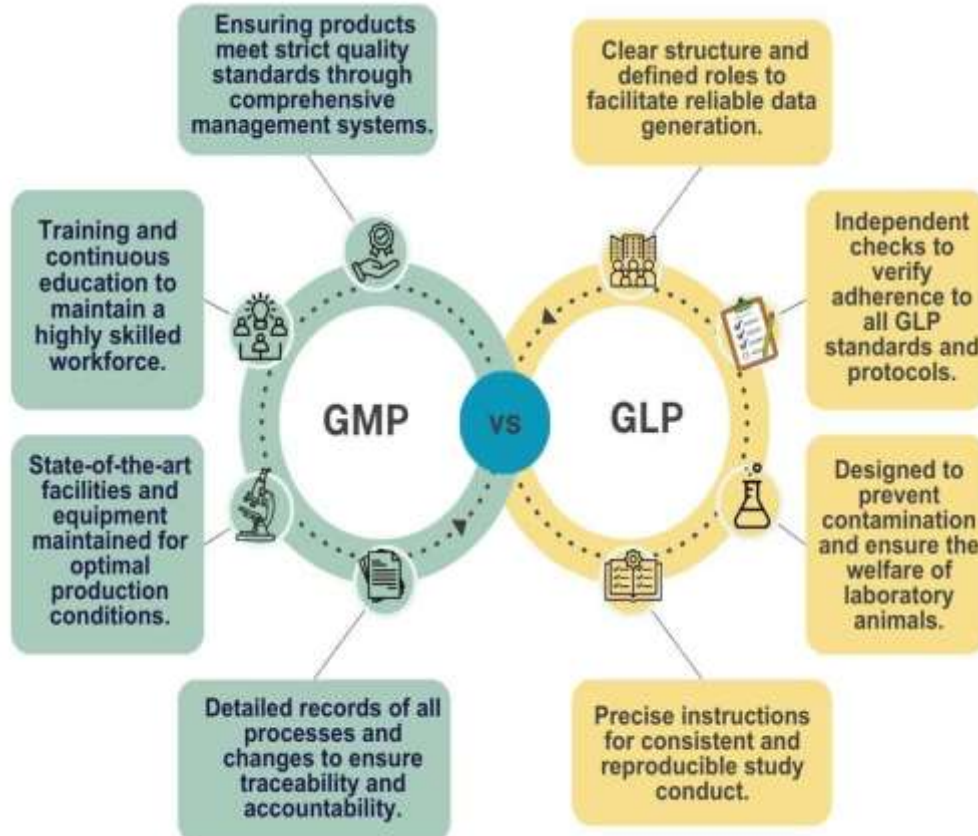 Ensuring products
meet strict quality
standards through
comprehensive
management systems.
Clear structure and
defined roles to
facilitate reliable data
generation.
Training and
continuous
education to
maintain a
highly skilled
workforce.
Independent
checks to
verify
adherence to
all GLP
standards and
protocols.
GMP
vs
GLP
State-of-the-art
facilities and
equipment
maintained for
optimal
production
conditions.
Designed to
prevent
contamination
and ensure the
welfare of
laboratory
animals.
Detailed records of all
processes and
changes to ensure
traceability and
accountability.
Precise instructions
for consistent and
reproducible study
conduct.